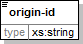 origin-id
type xs:string